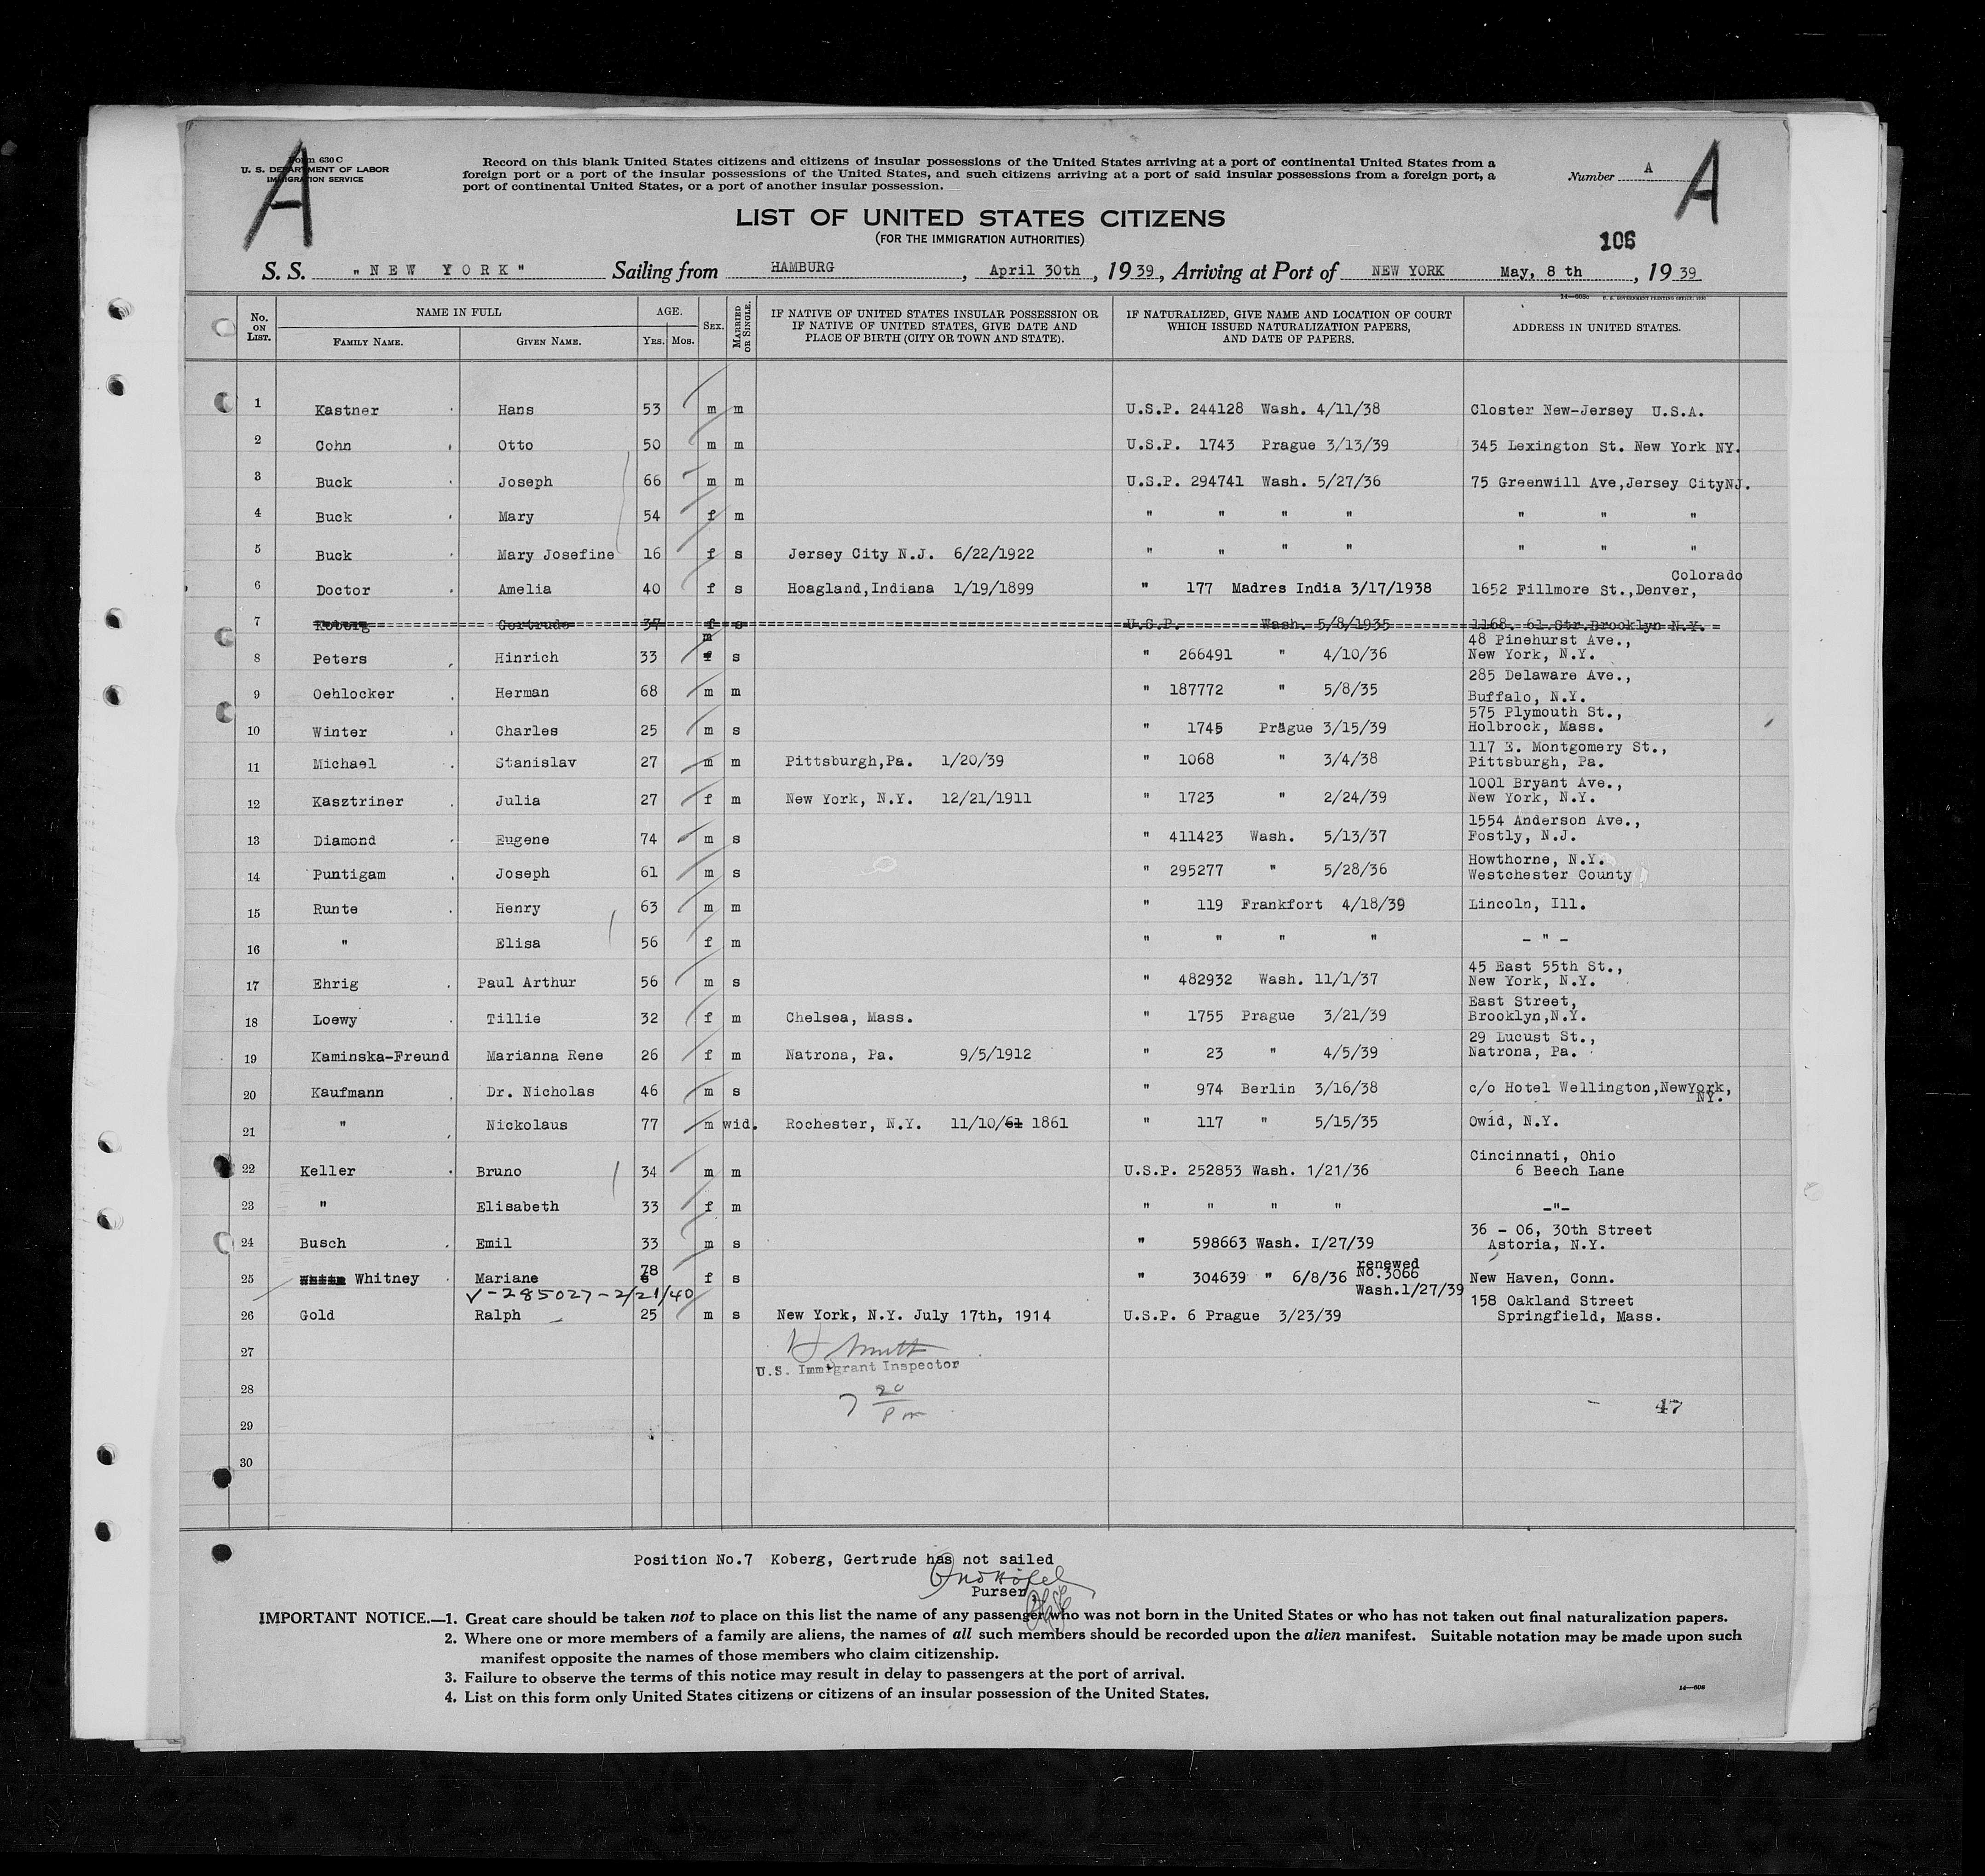 A
Form 630 C
U. S. DEPARTMENT OF LABOR
IMMIGRATION SERVICE
Record on this blank United States citizens and citizens of insular possessions of the United States arriving at a port of continental United States from a
foreign port or a port of the insular possessions of the United States, and such citizens arriving at a port of said insular possessions from a foreign port, a
port of continental United States, or a port of another insular possession.
Number A
A
LIST OF UNITED STATES CITIZENS
(FOR THE IMMIGRATION AUTHORITIES)
106
S. S. "NEW YORK" Sailing from HAMBURG, April 30th, 1939, Arriving at Port of NEW YORK May, 8 th, 1939
No. ON LIST. NAME IN FULL FAMILY NAME. GIVEN NAME. AGE. YRS. MOS. SEX. MARRIED OR SINGLE. IF NATIVE OF UNITED STATES INSULAR POSSESSION OR IF NATIVE OF UNITED STATES, GIVE DATE AND PLACE OF BIRTH (CITY OR TOWN AND STATE). IF NATURALIZED, GIVE NAME AND LOCATION OF COURT WHICH ISSUED NATURALIZATION PAPERS, AND DATE OF PAPERS. ADDRESS IN UNITED STATES.
1 Kastner Hans 53 m m U.S.P. 244128 Wash. 4/11/38 Closter New-Jersey U.S.A.
2 Cohn Otto 50 m m U.S.P. 1743 Prague 3/13/39 345 Lexington St. New York NY.
3 Buck Joseph 66 m m U.S.P. 294741 Wash. 5/27/36 75 Greenwill Ave,Jersey CityNJ.
4 Buck Mary 54 f m " " " " " " "
5 Buck Mary Josefine 16 f s Jersey City N.J. 6/22/1922 " " " " " " "
6 Doctor Amelia 40 f s Hoagland,Indiana 1/19/1899 " 177 Madres India 3/17/1938 1652 Fillmore St.,Denver, Colorado
7 Koberg Gertrude 37 f s U.S.P. Wash. 5/8/1935 1168. 61.Str.Brooklyn N.Y.
8 Peters Hinrich 33 f m s " 266491 " 4/10/36 48 Pinehurst Ave., New York, N.Y.
9 Oehlocker Herman 68 m m " 187772 " 5/8/35 285 Delaware Ave., Buffalo, N.Y.
10 Winter Charles 25 m s " 1745 Prague 3/15/39 575 Plymouth St., Holbrock, Mass.
11 Michael Stanislav 27 m m Pittsburgh,Pa. 1/20/39 " 1068 " 3/4/38 117 E. Montgomery St., Pittsburgh, Pa.
12 Kasztriner Julia 27 f m New York, N.Y. 12/21/1911 " 1723 " 2/24/39 1001 Bryant Ave., New York, N.Y.
13 Diamond Eugene 74 m s " 411423 Wash. 5/13/37 1554 Anderson Ave., Fostly, N.J.
14 Puntigam Joseph 61 m s " 295277 " 5/28/36 Howthorne, N.Y. Westchester County
15 Runte Henry 63 m m " 119 Frankfort 4/18/39 Lincoln, Ill.
16 " Elisa 56 f m " " " " - " -
17 Ehrig Paul Arthur 56 m s " 482932 Wash. 11/1/37 45 East 55th St., New York, N.Y.
18 Loewy Tillie 32 f m Chelsea, Mass. " 1755 Prague 3/21/39 East Street, Brooklyn,N.Y.
19 Kaminska-Freund Marianna Rene 26 f m Natrona, Pa. 9/5/1912 " 23 " 4/5/39 29 Lucust St., Natrona, Pa.
20 Kaufmann Dr. Nicholas 46 m s " 974 Berlin 3/16/38 c/o Hotel Wellington,NewYork, NY.
21 " Nickolaus 77 m wid. Rochester, N.Y. 11/10/61 1861 " 117 " 5/15/35 Owid, N.Y.
22 Keller Bruno 34 m m U.S.P. 252853 Wash. 1/21/36 Cincinnati, Ohio 6 Beech Lane
23 " Elisabeth 33 f m " " " " -"-
24 Busch Emil 33 m s " 598663 Wash. I/27/39 36 - 06, 30th Street Astoria, N.Y.
25 Whitney Mariane 78 f s " 304639 " 6/8/36 renewed No.3066 Wash.1/27/39 New Haven, Conn.
V-285027-2/21/40
26 Gold Ralph 25 m s New York, N.Y. July 17th, 1914 U.S.P. 6 Prague 3/23/39 158 Oakland Street Springfield, Mass.
27
U.S. Immigrant Inspector
28 7 20 Pm 47
29
30
Position No.7 Koberg, Gertrude has not sailed
Purser
IMPORTANT NOTICE.—1. Great care should be taken not to place on this list the name of any passenger who was not born in the United States or who has not taken out final naturalization papers.
2. Where one or more members of a family are aliens, the names of all such members should be recorded upon the alien manifest. Suitable notation may be made upon such
manifest opposite the names of those members who claim citizenship.
3. Failure to observe the terms of this notice may result in delay to passengers at the port of arrival.
4. List on this form only United States citizens or citizens of an insular possession of the United States.